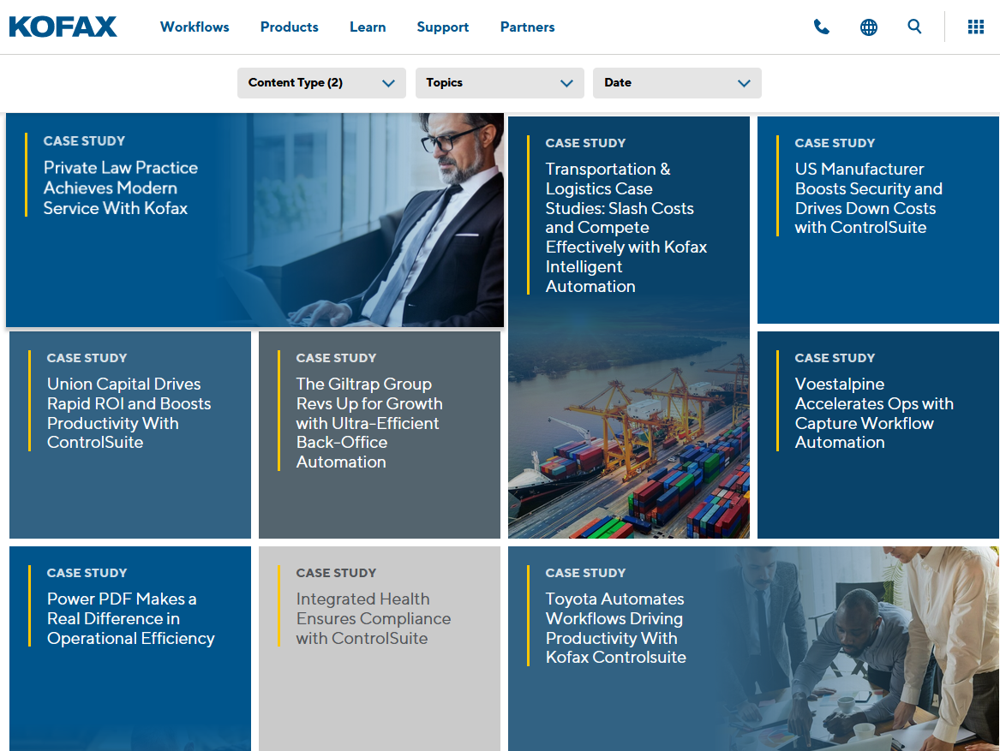 KOFAX
Workflows
Products
Learn
Support
Partners
Content Type (2)
Topics
Date
CASE STUDY
Private Law Practice
Achieves Modern
Service With Kofax
CASE STUDY
Transportation &
Logistics Case
Studies: Slash Costs
and Compete
Effectively with Kofax
Intelligent
Automation
CASE STUDY
US Manufacturer
Boosts Security and
Drives Down Costs
with ControlSuite
CASE STUDY
Union Capital Drives
Rapid ROI and Boosts
Productivity With
ControlSuite
CASE STUDY
The Giltrap Group
Revs Up for Growth
with Ultra-Efficient
Back-Office
Automation
CASE STUDY
Voestalpine
Accelerates Ops with
Capture Workflow
Automation
CASE STUDY
Power PDF Makes a
Real Difference in
Operational Efficiency
CASE STUDY
Integrated Health
Ensures Compliance
with ControlSuite
CASE STUDY
Toyota Automates
Workflows Driving
Productivity With
Kofax Controlsuite